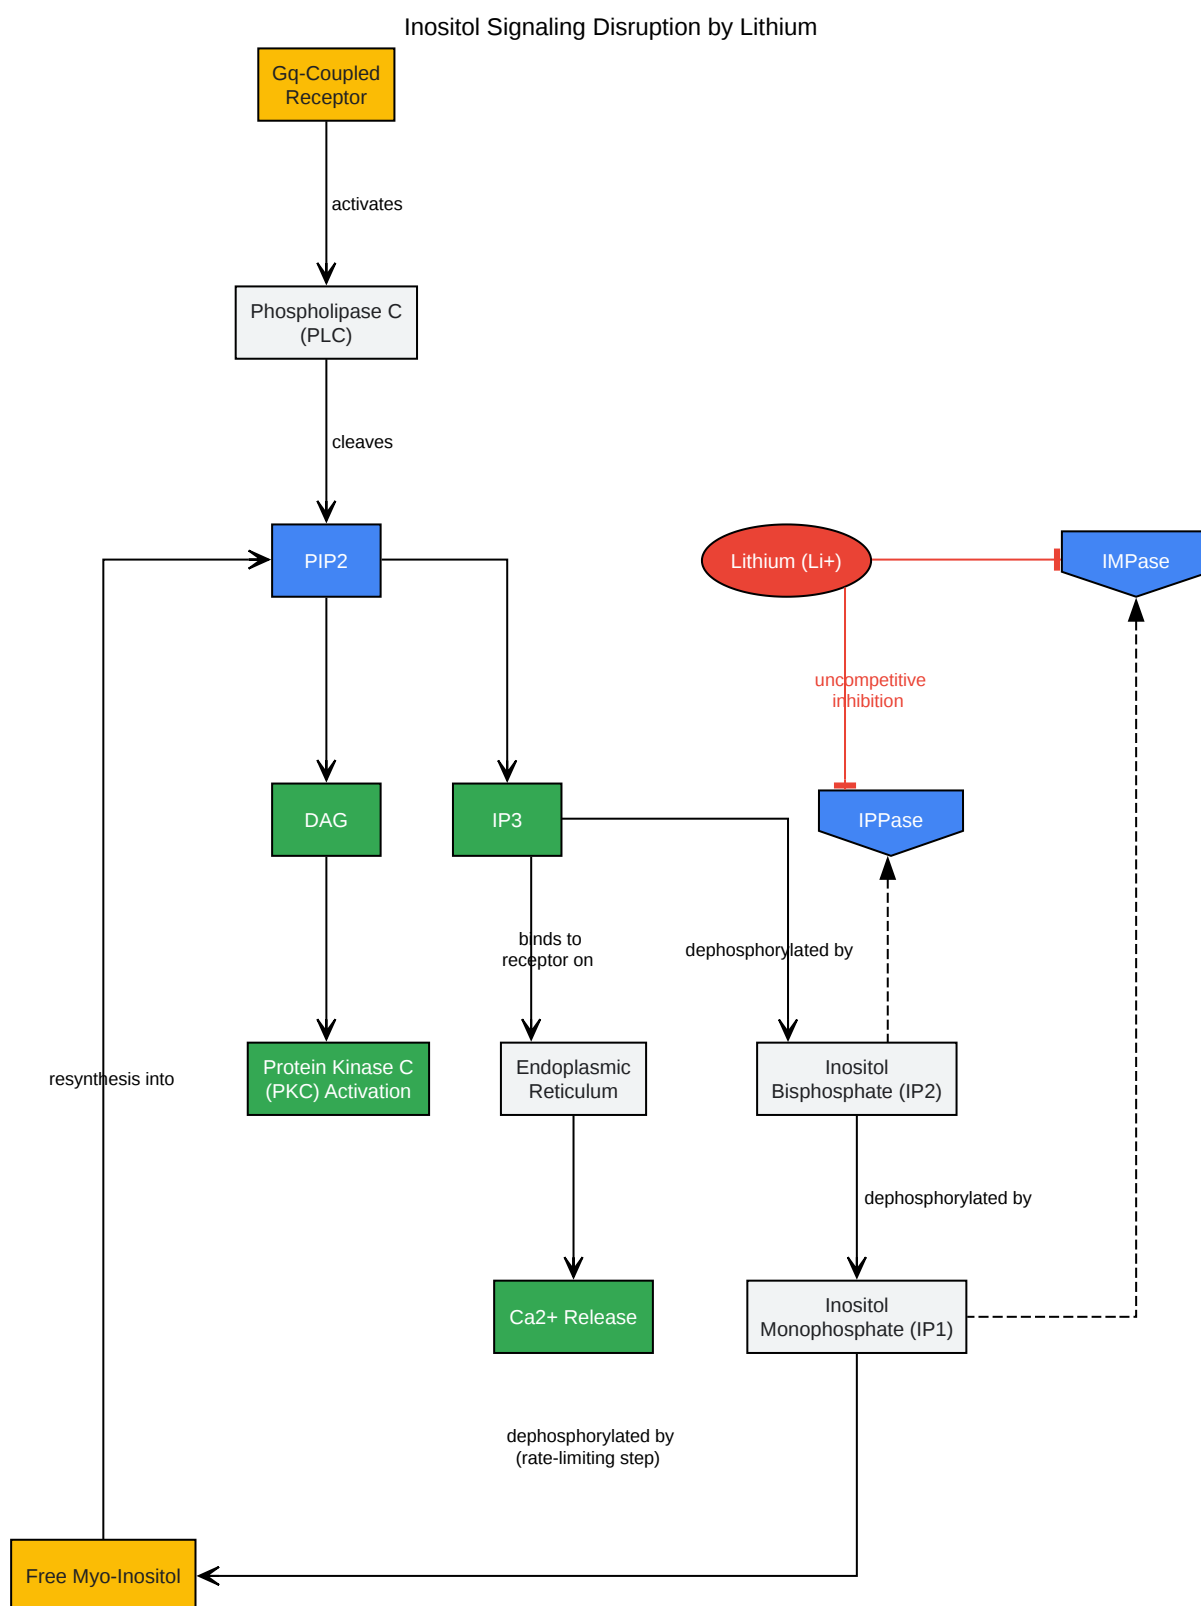 Inositol Signaling Disruption by Lithium
Gq-Coupled
Receptor
activates
Phospholipase C
(PLC)
cleaves
PIP2
Lithium (Li+)
IMPase
uncompetitive
inhibition
DAG
IP3
IPPase
binds to
receptor on
dephosphorylated by
resynthesis into
Protein Kinase C
(PKC) Activation
Endoplasmic
Reticulum
Inositol
Bisphosphate (IP2)
dephosphorylated by
Ca2+ Release
Inositol
Monophosphate (IP1)
dephosphorylated by
(rate-limiting step)
Free Myo-Inositol